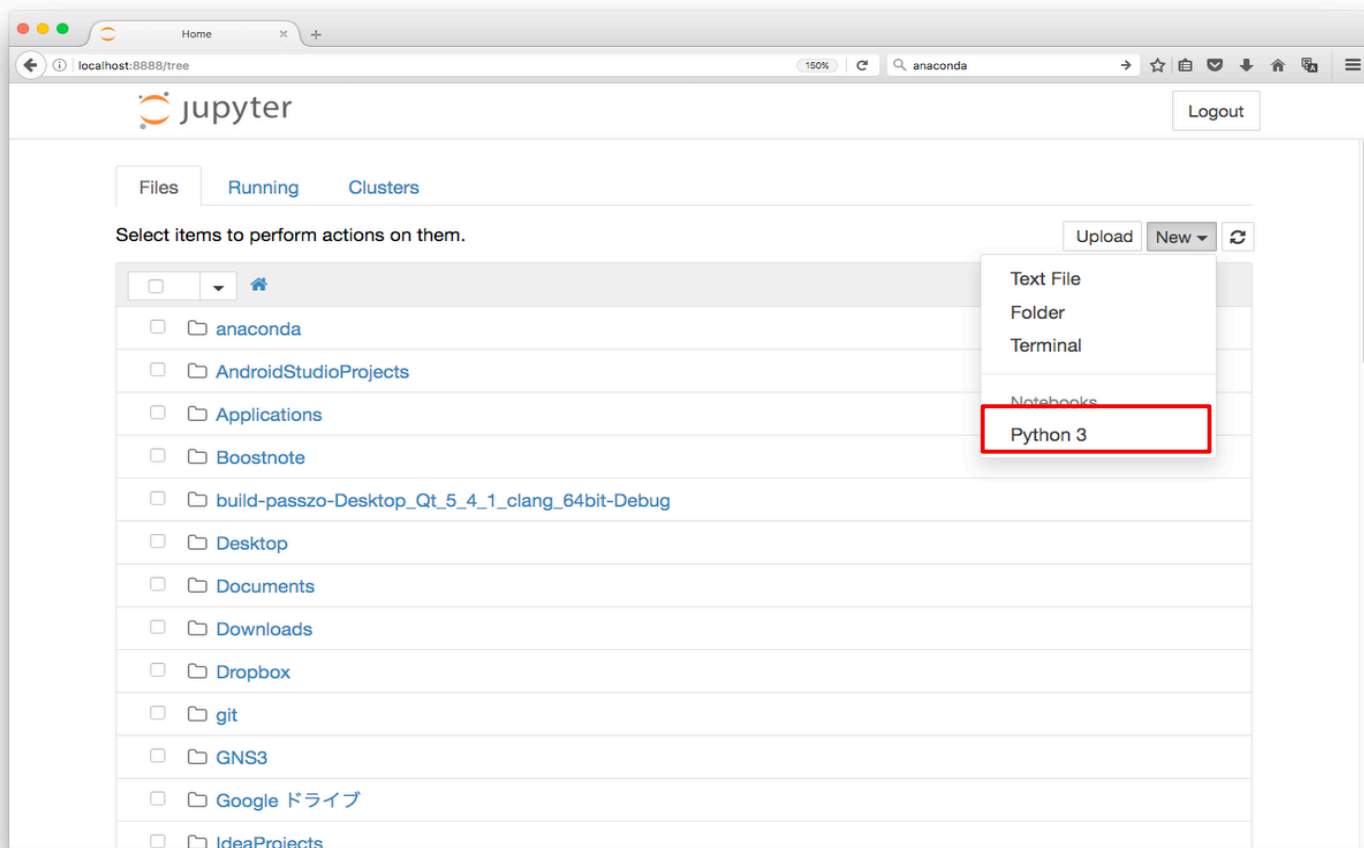 Home
localhost:8888/tree
150%
anaconda
jupyter
Logout
Files Running Clusters
Select items to perform actions on them.
Upload New
Text File
Folder
Terminal
Notebooks
Python 3
anaconda
AndroidStudioProjects
Applications
Boostnote
build-passzo-Desktop_Qt_5_4_1_clang_64bit-Debug
Desktop
Documents
Downloads
Dropbox
git
GNS3
Google ドライブ
IdeaProjects